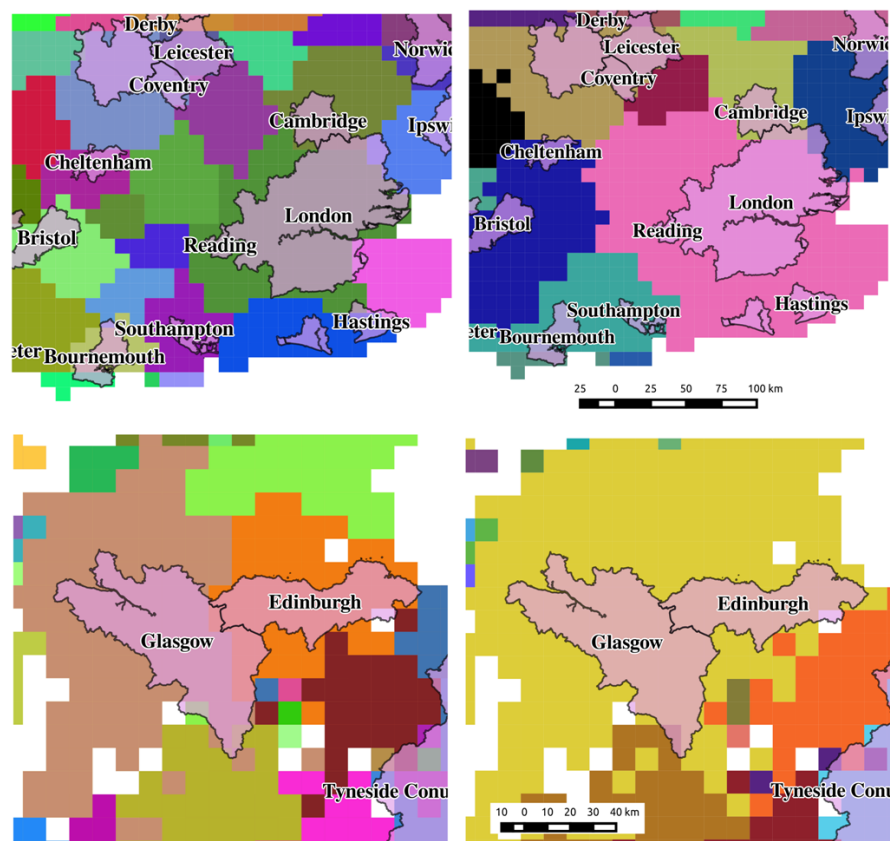 Derby
Leicester
Norwic
Coventry
Cambridge
Ipswi
Cheltenham
London
Bristol
Reading
Southampton
Hastings
eter
Bournemouth
Derby
Leicester
Norwic
Coventry
Cambridge
Ipswi
Cheltenham
London
Bristol
Reading
Hastings
Southampton
eter
Bournemouth
25 0 25 50 75 100 km
Edinburgh
Glasgow
Tyneside Conu
Edinburgh
Glasgow
Tyneside Conu
10 0 10 20 30 40 km